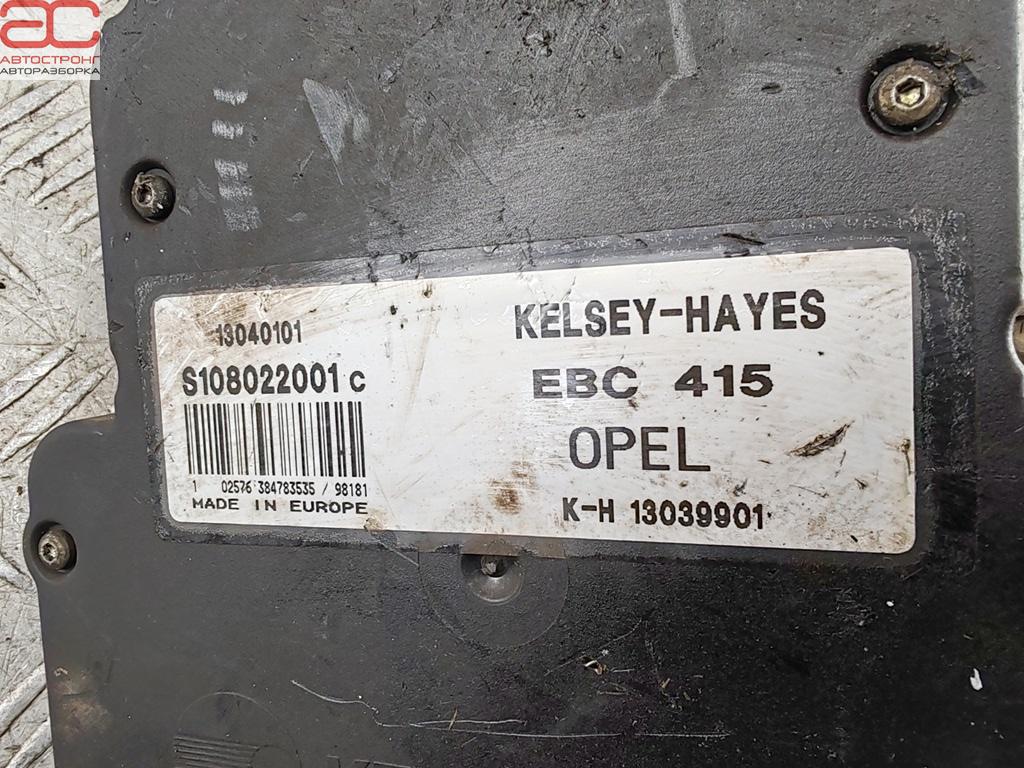 АС
АВТОСТРОНГ
АВТОРАЗБОРКА
13040101
S108022001 C
1 02576 384783535 / 98181
MADE IN EUROPE
KELSEY-HAYES
EBC 415
OPEL
K-H 13039901